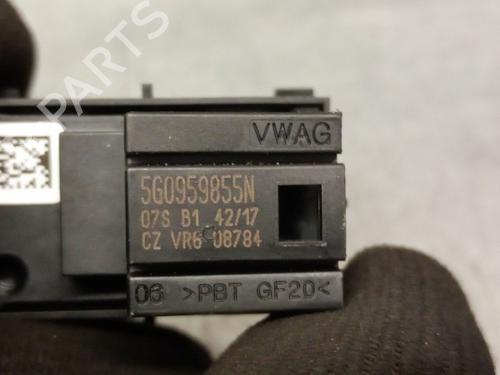 PARTS
VWAG
5G0959855N
07S B1 42/17
CZ VR6 08784
06 >PBT GF20<